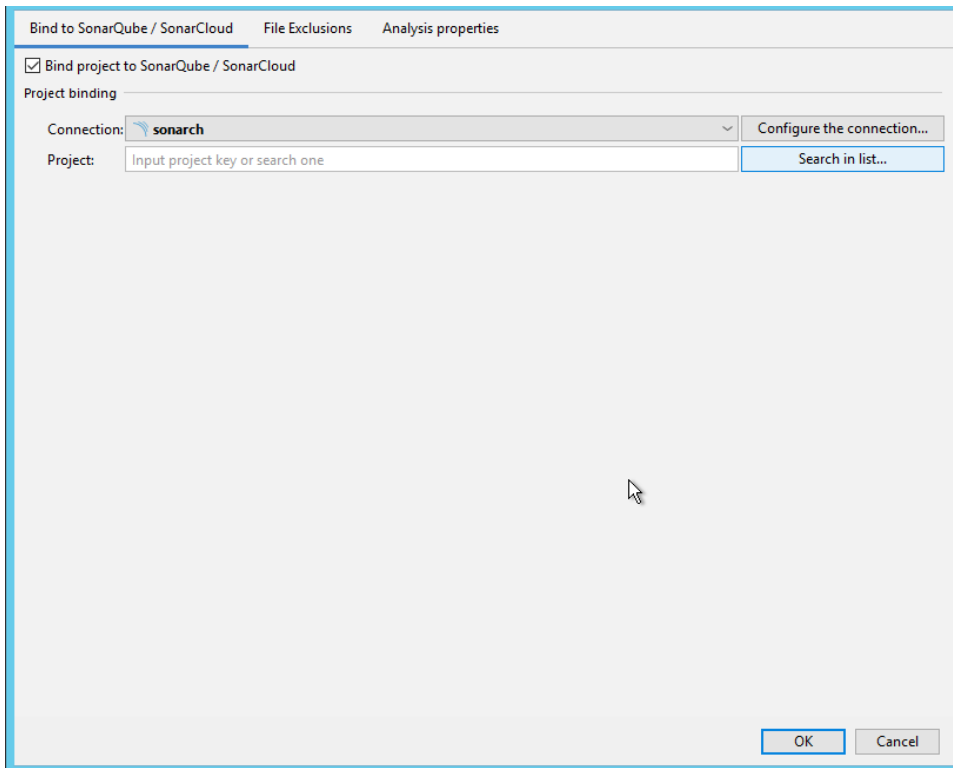 Bind to SonarQube / SonarCloud File Exclusions Analysis properties
Bind project to SonarQube / SonarCloud
Project binding
Connection: sonarch Configure the connection...
Project: Input project key or search one Search in list...
OK Cancel